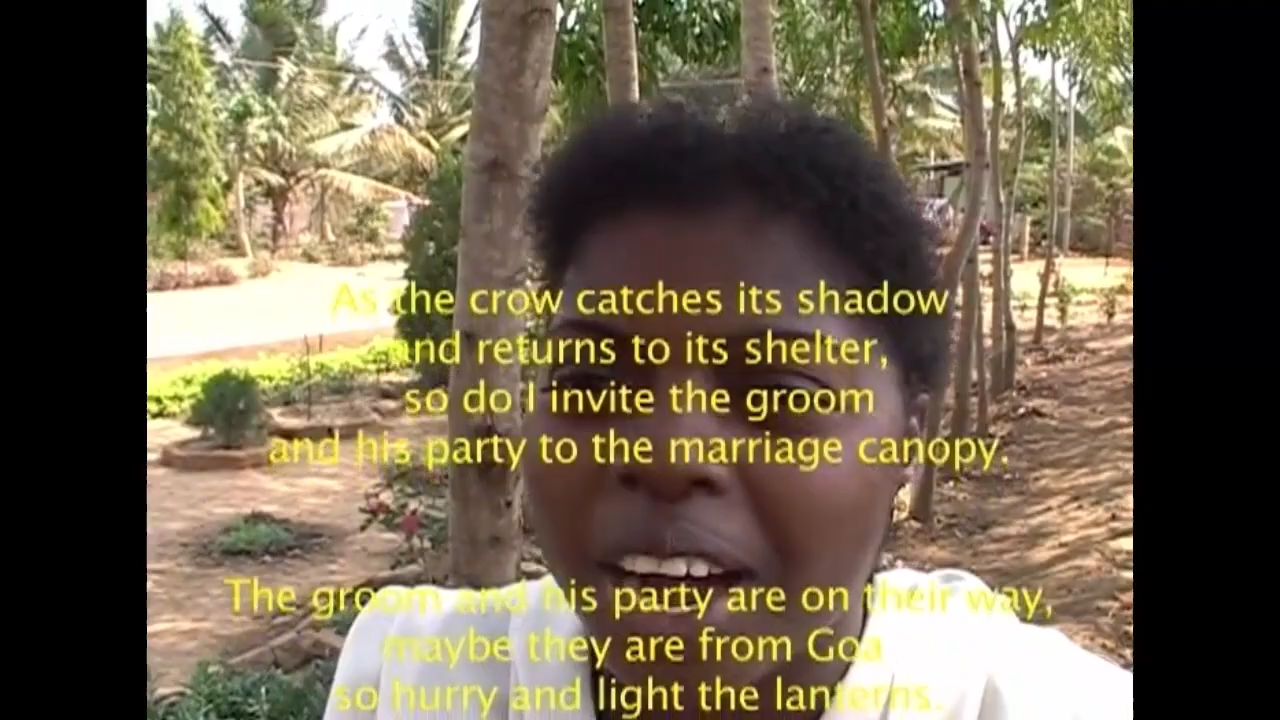 As the crow catches its shadow
and returns to its shelter,
so do I invite the groom
and his party to the marriage canopy.
The groom and his party are on their way,
maybe they are from Goa
so hurry and light the lanterns.